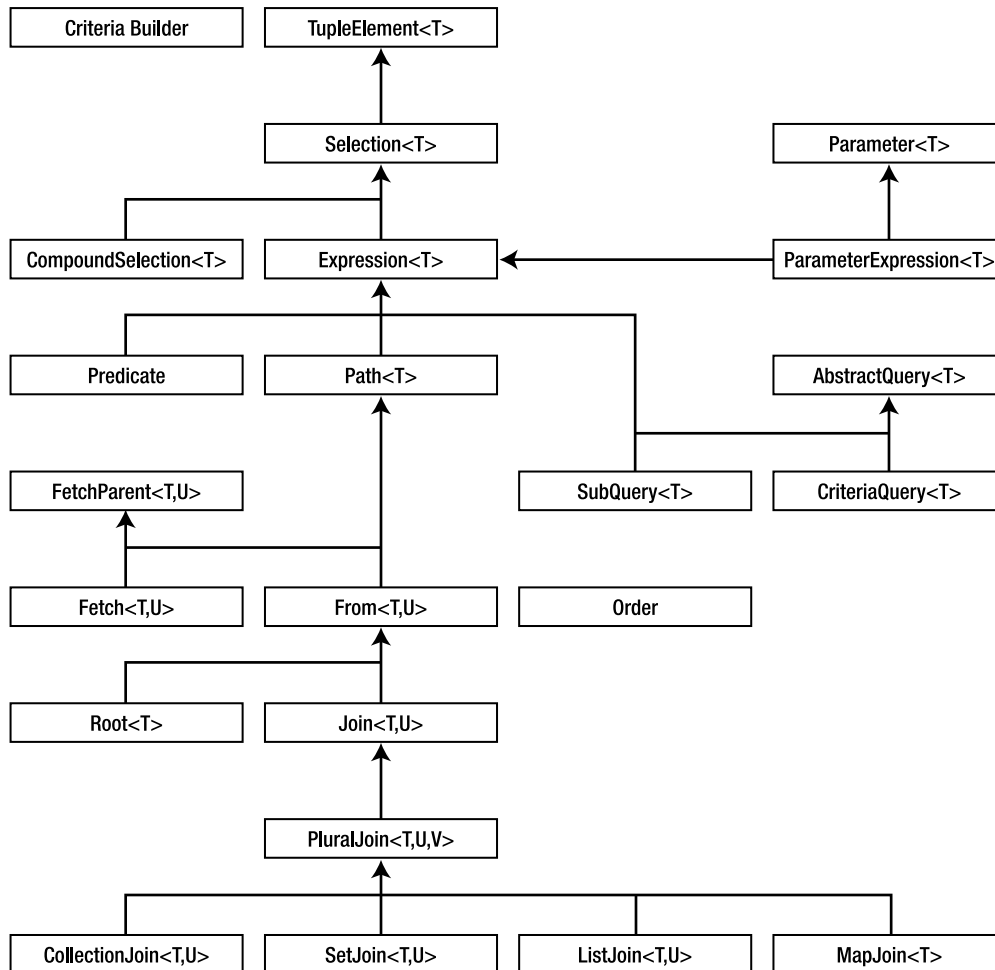 Criteria Builder
TupleElement<T>
Selection<T>
Parameter<T>
CompoundSelection<T>
Expression<T>
ParameterExpression<T>
Predicate
Path<T>
AbstractQuery<T>
FetchParent<T,U>
SubQuery<T>
CriteriaQuery<T>
Fetch<T,U>
From<T,U>
Order
Root<T>
Join<T,U>
PluralJoin<T,U,V>
CollectionJoin<T,U>
SetJoin<T,U>
ListJoin<T,U>
MapJoin<T>